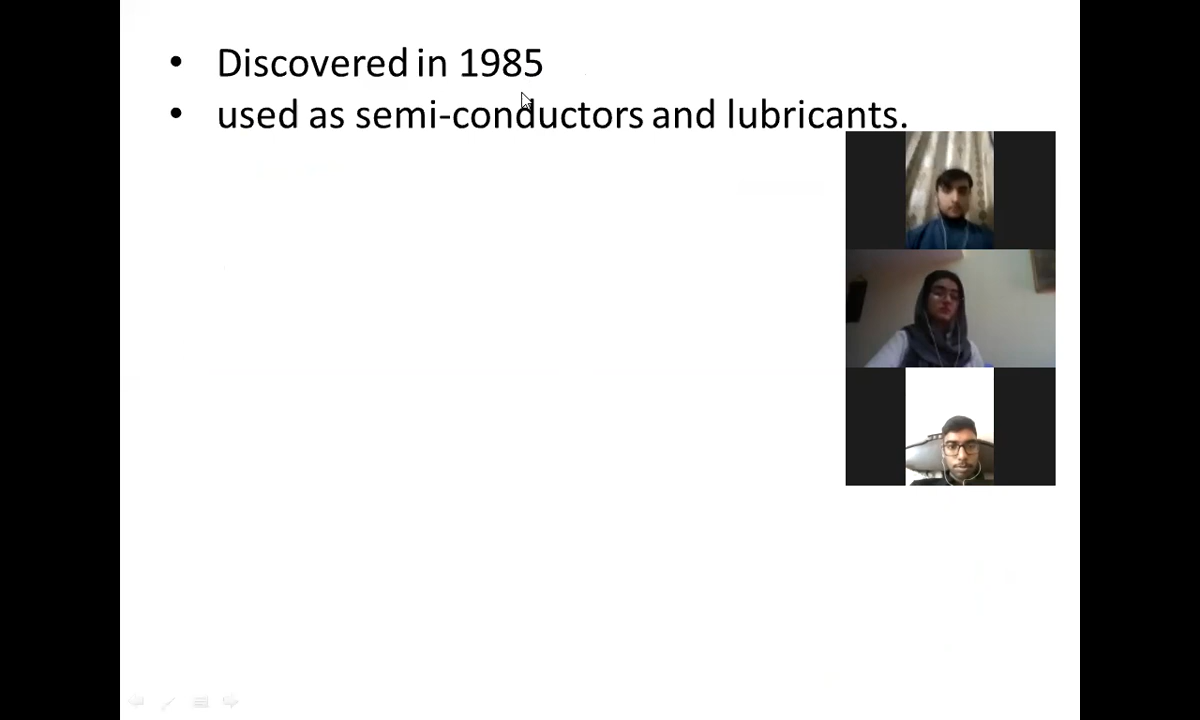 • Discovered in 1985
• used as semi-conductors and lubricants.